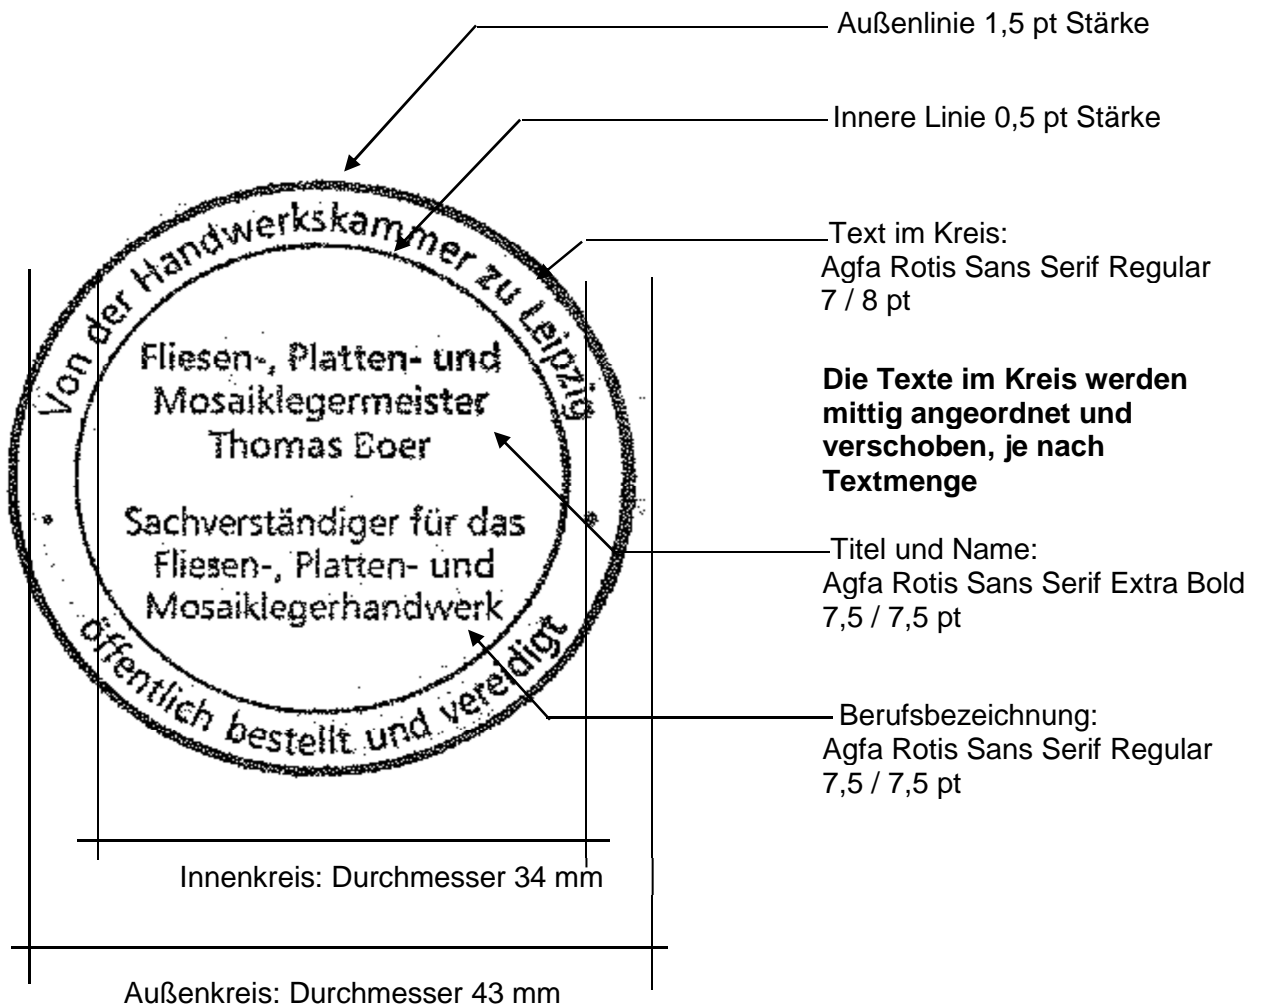 Außenlinie 1,5 pt Stärke
Innere Linie 0,5 pt Stärke
Von der Handwerkskammer zu Leipzig
Fliesen-, Platten- und
Mosaiklegermeister
Thomas Boer
Sachverständiger für das
Fliesen-, Platten- und
Mosaiklegerhandwerk
öffentlich bestellt und vereidigt
Text im Kreis:
Agfa Rotis Sans Serif Regular
7 / 8 pt
Die Texte im Kreis werden
mittig angeordnet und
verschoben, je nach
Textmenge
Titel und Name:
Agfa Rotis Sans Serif Extra Bold
7,5 / 7,5 pt
Berufsbezeichnung:
Agfa Rotis Sans Serif Regular
7,5 / 7,5 pt
Innenkreis: Durchmesser 34 mm
Außenkreis: Durchmesser 43 mm